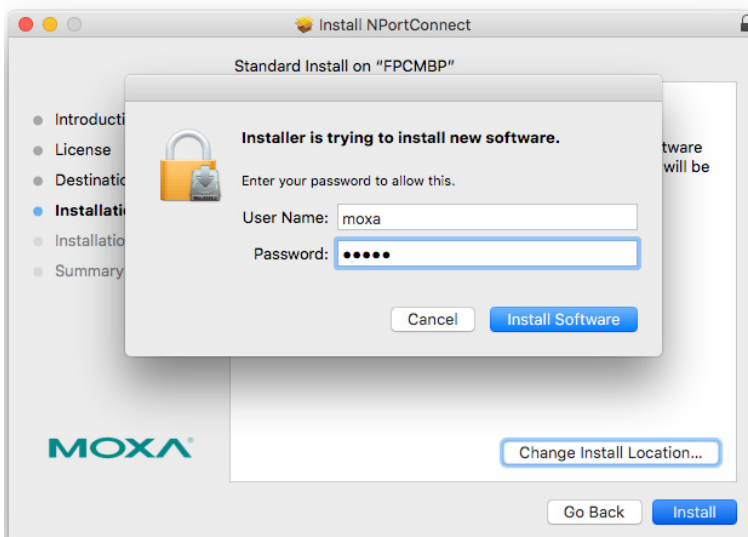 Install NPortConnect
Standard Install on “FPCMBP”
Introducti
License
Destinatio
Installatio
Installatio
Summary
tware
will be
Installer is trying to install new software.
Enter your password to allow this.
User Name: moxa
Password: •••••
Cancel Install Software
MOXA
Change Install Location...
Go Back Install